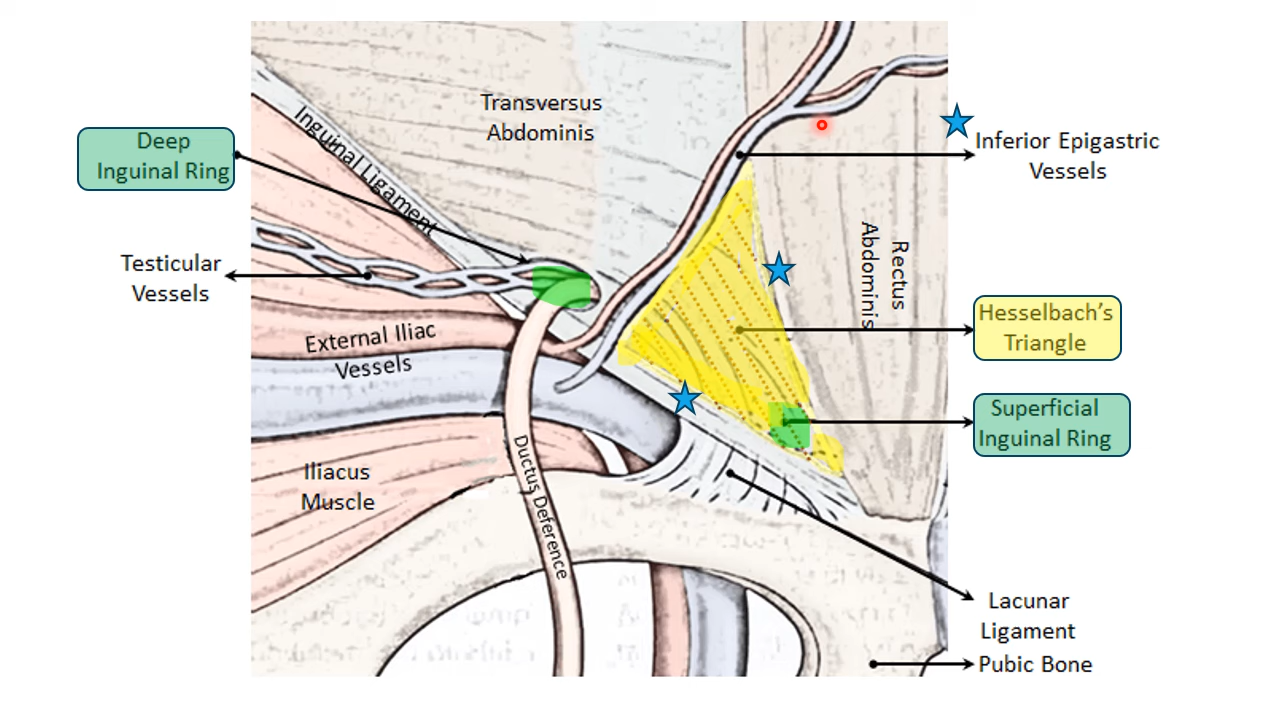 Transversus
Abdominis
Inguinal Ligament
Deep
Inguinal Ring
Inferior Epigastric
Vessels
Testicular
Vessels
Rectus
Abdominis
External Iliac
Vessels
Hesselbach's
Triangle
Superficial
Inguinal Ring
Iliacus
Muscle
Ductus Deference
Lacunar
Ligament
Pubic Bone